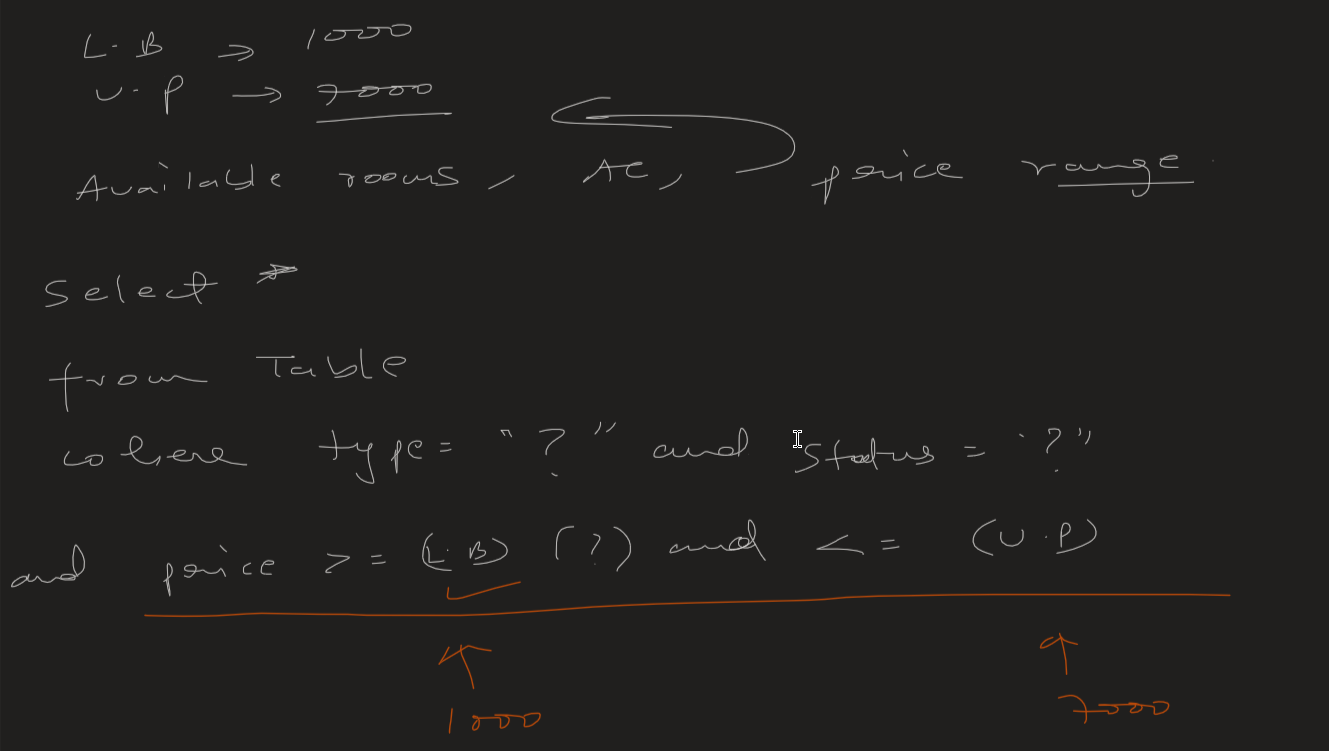 L.B → 1000
U.P → 7000
Available rooms, AC, price range
Select *
from Table
where type = "?" and status = "?"
and price >= (L.B) (?) and <= (U.P)
1000
7000